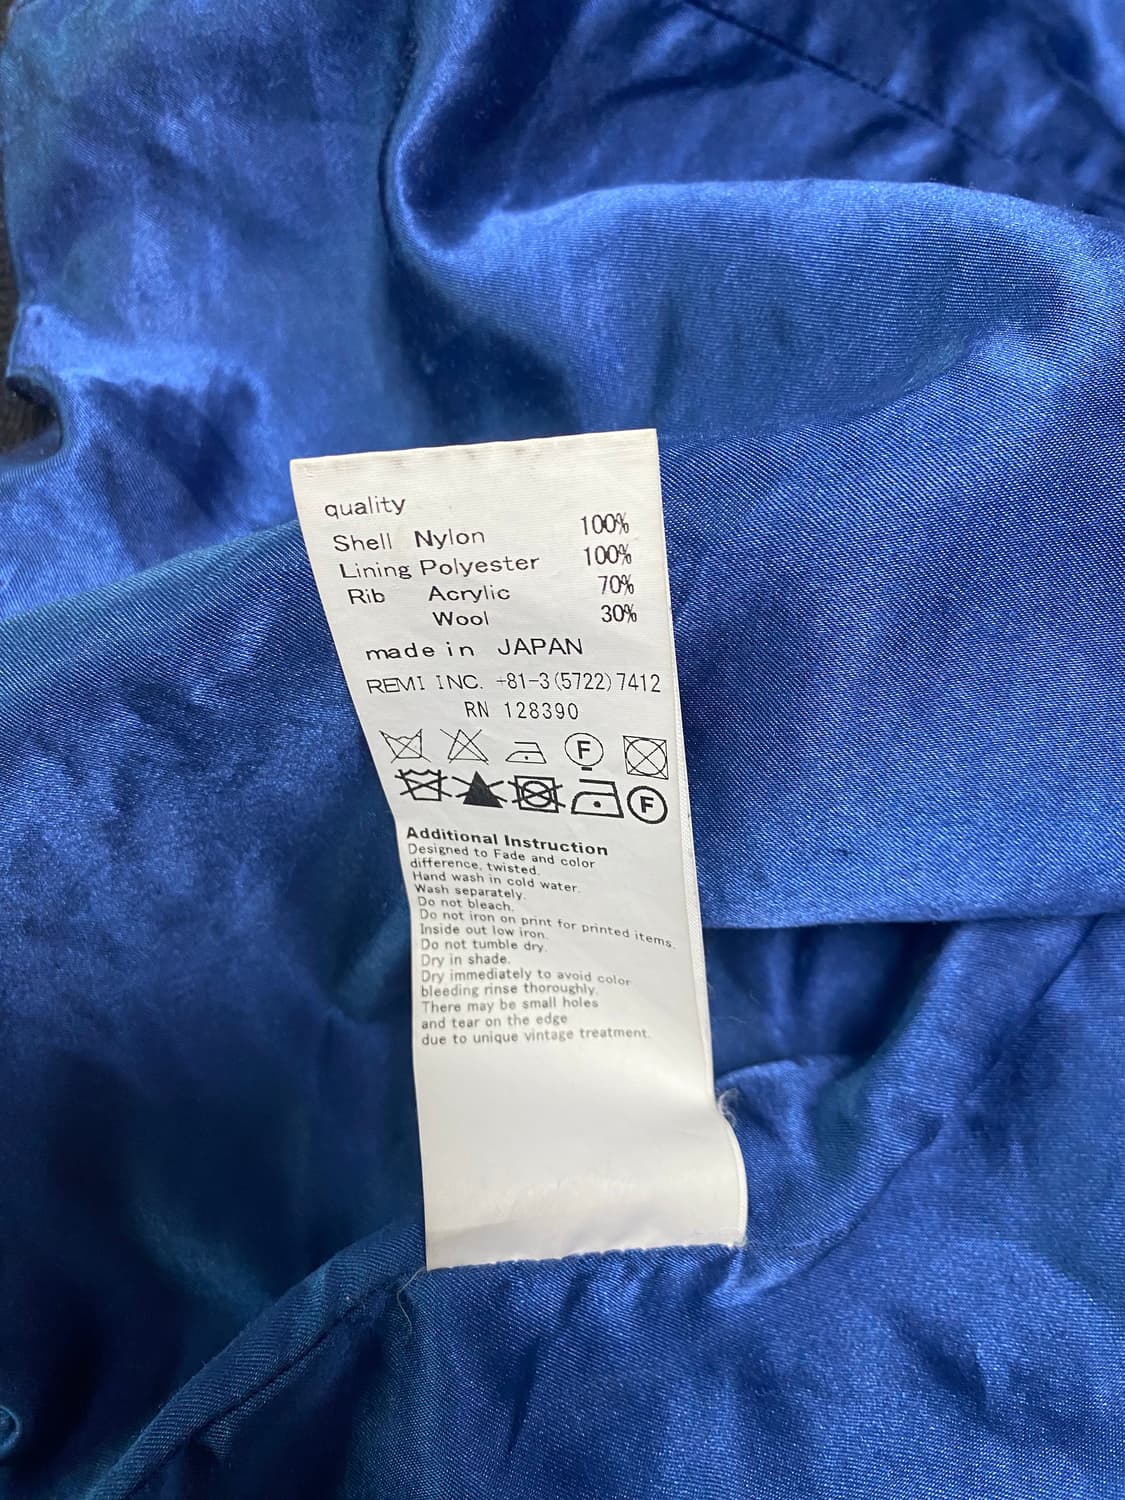 quality
Shell Nylon 100%
Lining Polyester 100%
Rib Acrylic 70%
Wool 30%
made in JAPAN
REMI INC. +81-3(5722)7412
RN 128390
F
F
Additional Instruction
Designed to Fade and color
difference, twisted.
Hand wash in cold water.
Wash separately.
Do not bleach.
Do not iron on print for printed items.
Inside out low iron.
Do not tumble dry.
Dry in shade.
Dry immediately to avoid color
bleeding rinse thoroughly.
There may be small holes
and tear on the edge
due to unique vintage treatment.